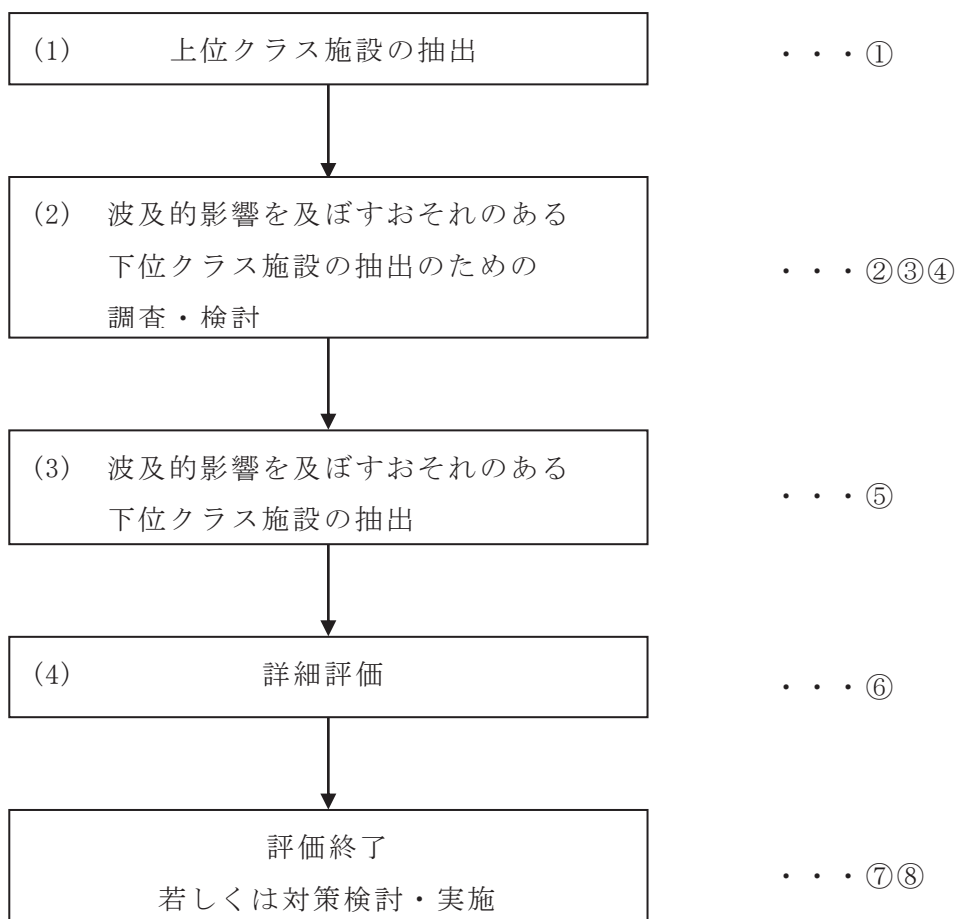 (1) 上位クラス施設の抽出 ・・・①
(2) 波及的影響を及ぼすおそれのある
下位クラス施設の抽出のための ・・・②③④
調査・検討
(3) 波及的影響を及ぼすおそれのある
下位クラス施設の抽出 ・・・⑤
(4) 詳細評価 ・・・⑥
評価終了
若しくは対策検討・実施 ・・・⑦⑧